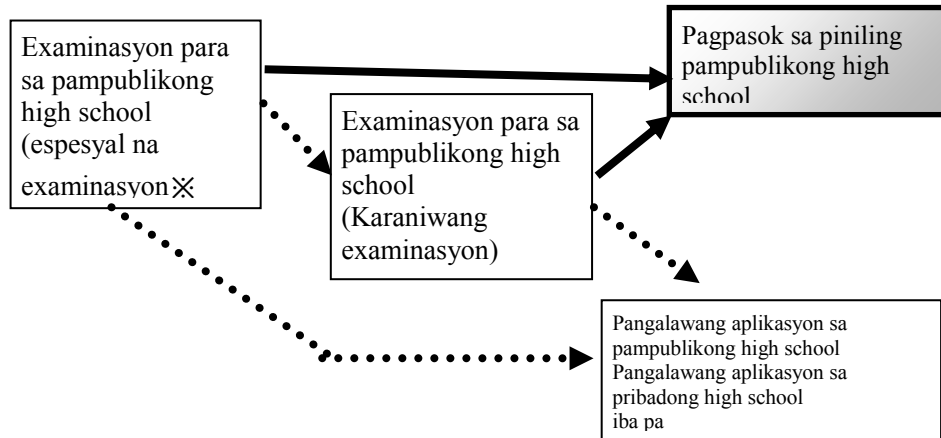 Examinasyon para
sa pampublikong
high school
(espesyal na
examinasyon※
Examinasyon para sa
pampublikong high
school
(Karaniwang
examinasyon)
Pagpasok sa piniling
pampublikong high
school
Pangalawang aplikasyon sa
pampublikong high school
Pangalawang aplikasyon sa
pribadong high school
iba pa